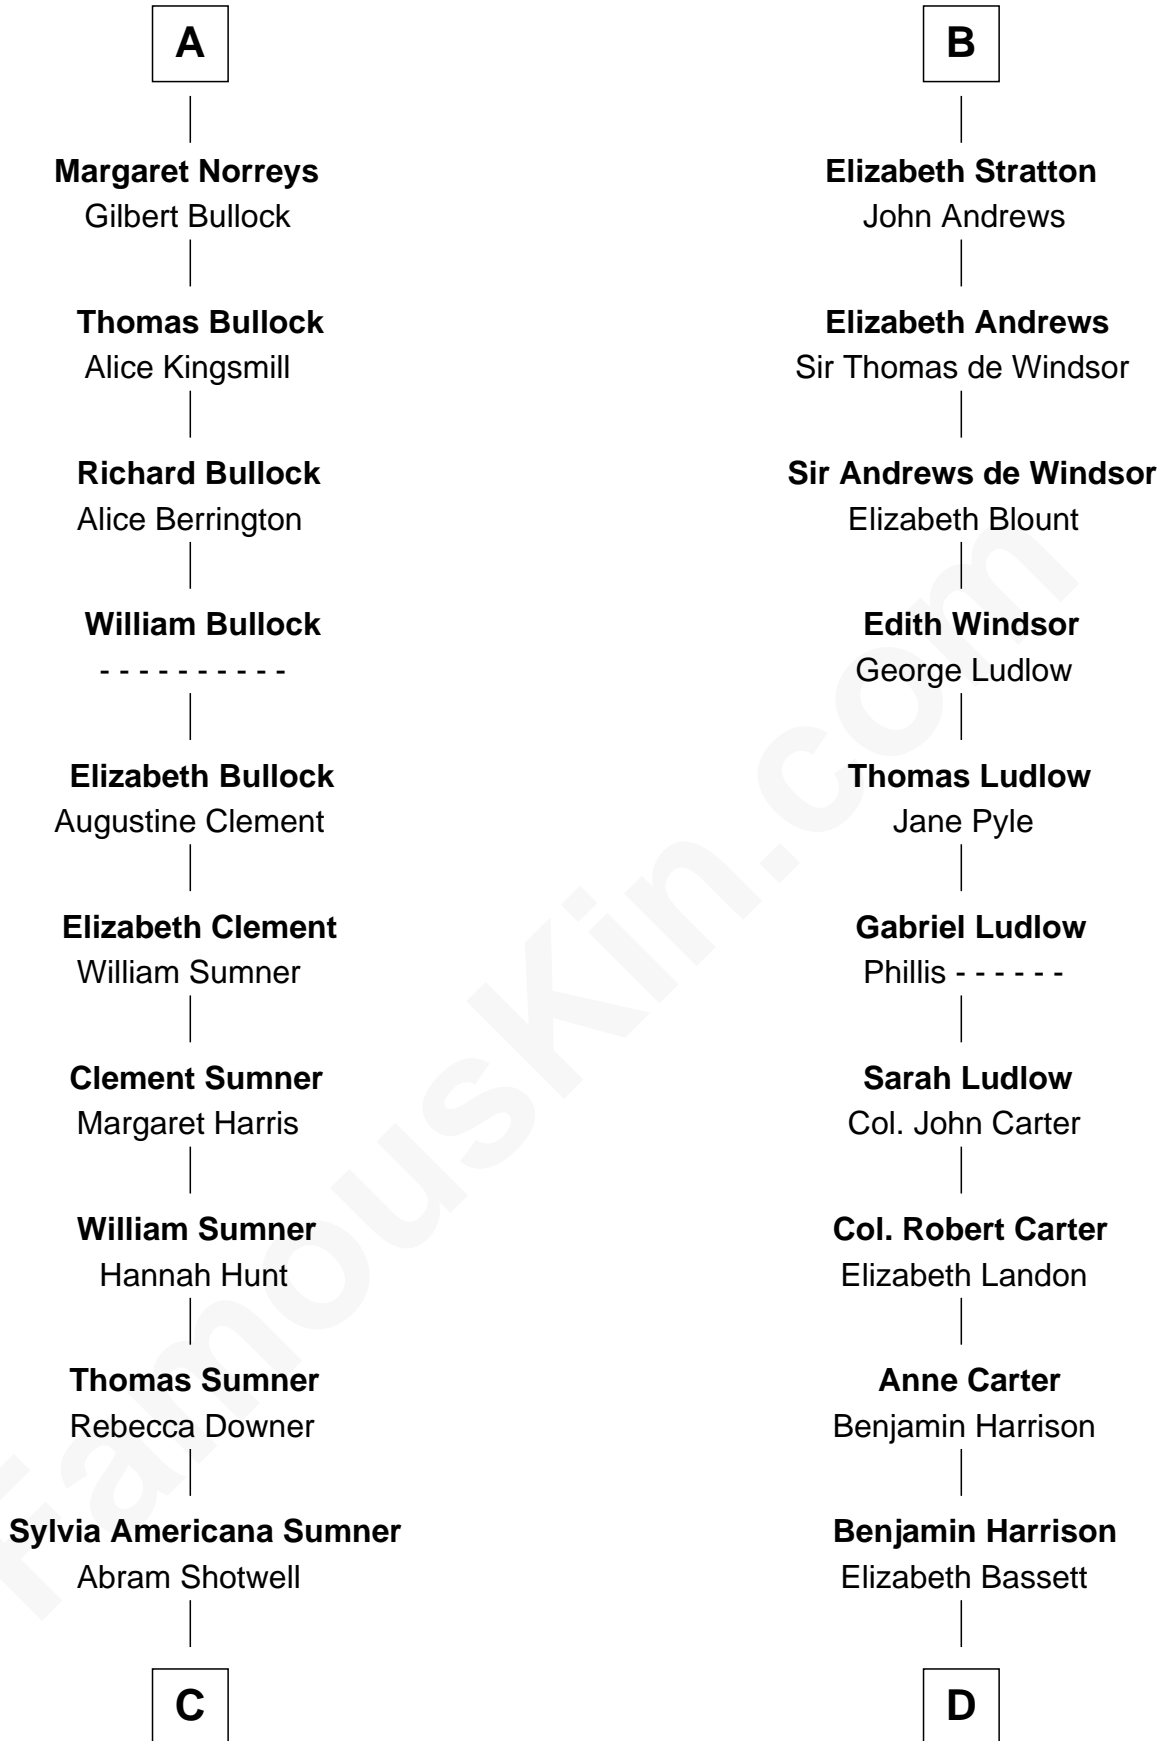 A
Margaret Norreys
Gilbert Bullock
Thomas Bullock
Alice Kingsmill
Richard Bullock
Alice Berrington
William Bullock
- - - - - - - - - -
Elizabeth Bullock
Augustine Clement
Elizabeth Clement
William Sumner
Clement Sumner
Margaret Harris
William Sumner
Hannah Hunt
Thomas Sumner
Rebecca Downer
Sylvia Americana Sumner
Abram Shotwell
C
B
Elizabeth Stratton
John Andrews
Elizabeth Andrews
Sir Thomas de Windsor
Sir Andrews de Windsor
Elizabeth Blount
Edith Windsor
George Ludlow
Thomas Ludlow
Jane Pyle
Gabriel Ludlow
Phillis - - - - - -
Sarah Ludlow
Col. John Carter
Col. Robert Carter
Elizabeth Landon
Anne Carter
Benjamin Harrison
Benjamin Harrison
Elizabeth Bassett
D
FamousKin.com